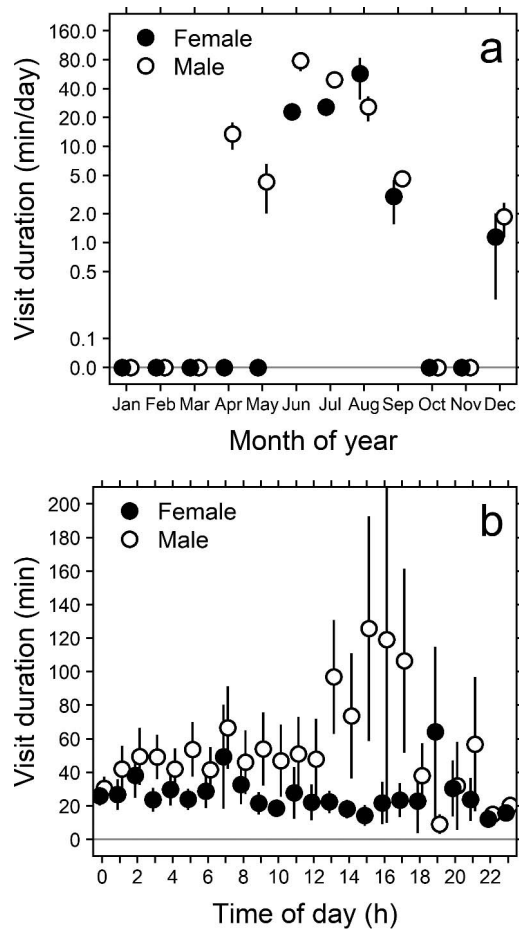 a
Female
Male
Visit duration (min/day)
160.0
80.0
40.0
20.0
10.0
5.0
2.0
1.0
0.5
0.1
0.0
Jan Feb Mar Apr May Jun Jul Aug Sep Oct Nov Dec
Month of year
b
Female
Male
Visit duration (min)
200
180
160
140
120
100
80
60
40
20
0
0 2 4 6 8 10 12 14 16 18 20 22
Time of day (h)